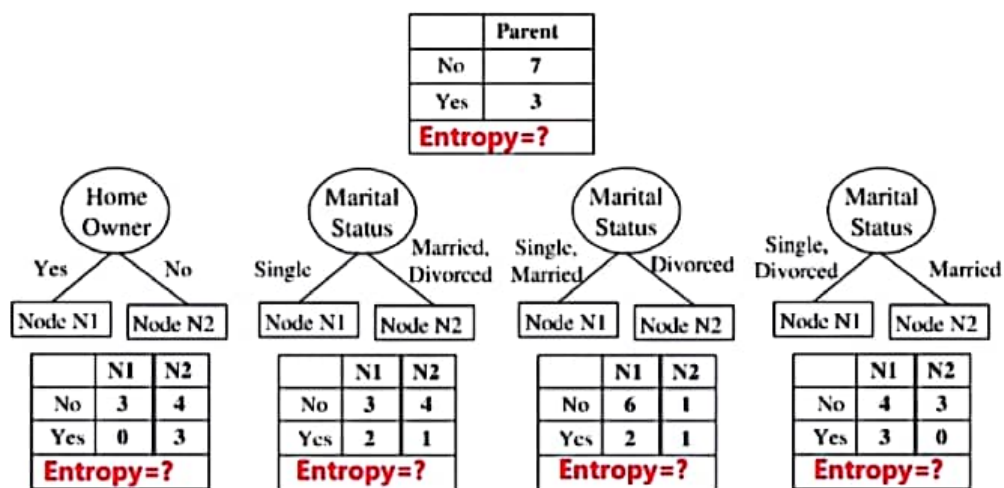 Parent
No 7
Yes 3
Entropy=?
Home Owner
Yes No
Node N1 Node N2
N1 N2
No 3 4
Yes 0 3
Entropy=?
Marital Status
Single Married, Divorced
Node N1 Node N2
N1 N2
No 3 4
Yes 2 1
Entropy=?
Marital Status
Single, Married Divorced
Node N1 Node N2
N1 N2
No 6 1
Yes 2 1
Entropy=?
Marital Status
Single, Divorced Married
Node N1 Node N2
N1 N2
No 4 3
Yes 3 0
Entropy=?